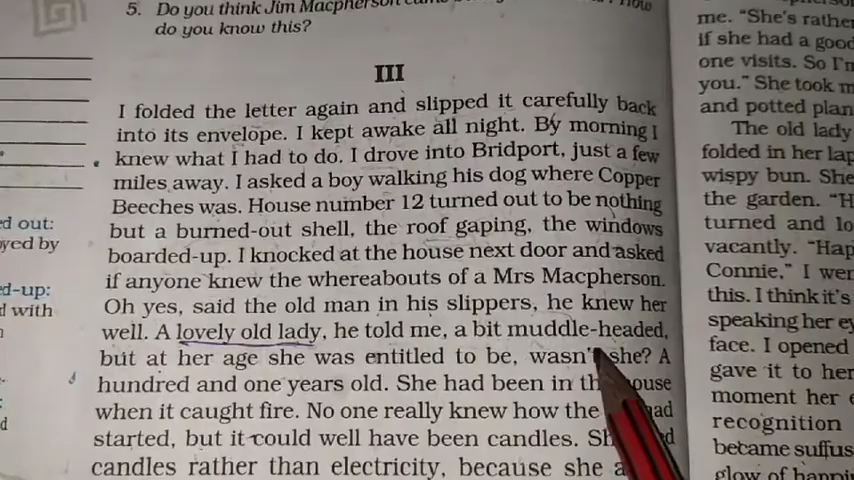 5. Do you think Jim Macpherson
do you know this?
III
I folded the letter again and slipped it carefully back
into its envelope. I kept awake all night. By morning I
knew what I had to do. I drove into Bridport, just a few
miles away. I asked a boy walking his dog where Copper
Beeches was. House number 12 turned out to be nothing
but a burned-out shell, the roof gaping, the windows
boarded-up. I knocked at the house next door and asked
if anyone knew the whereabouts of a Mrs Macpherson.
Oh yes, said the old man in his slippers, he knew her
well. A lovely old lady, he told me, a bit muddle-headed,
but at her age she was entitled to be, wasn't she? A
hundred and one years old. She had been in the house
when it caught fire. No one really knew how the
started, but it could well have been candles.
candles rather than electricity, because she
ed out:
yed by
d-up:
d with
me. "She's rather
if she had a good
one visits. So I'm
you." She took m
and potted plan
The old lady
folded in her lap
wispy bun. She
the garden. "H
turned and lo
vacantly. "Hap
Connie," I wen
this. I think it's
speaking her ey
face. I opened
gave it to her
moment her e
recognition
became suffus
glow of happi